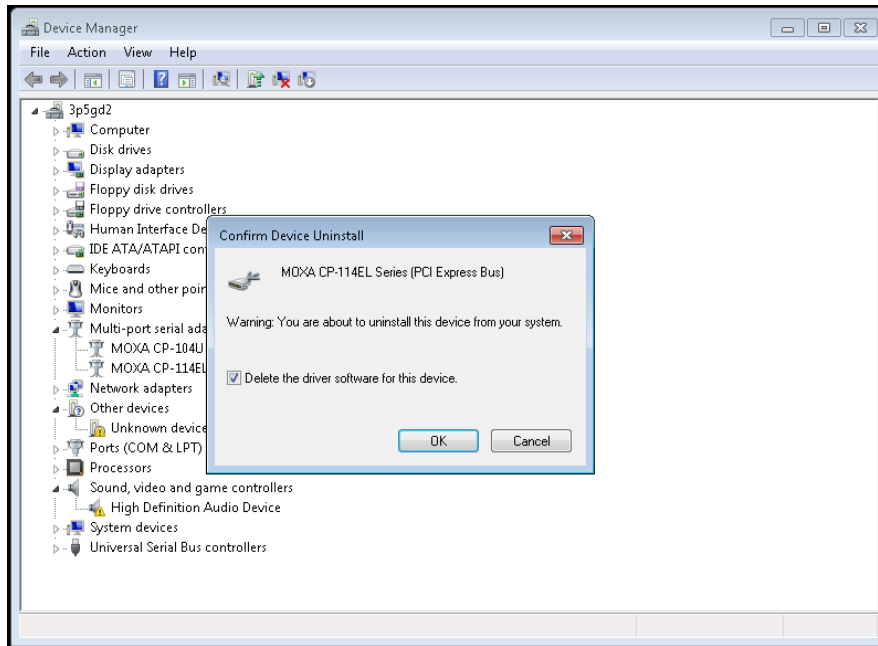 Device Manager
File Action View Help
3p5gd2
Computer
Disk drives
Display adapters
Floppy disk drives
Floppy drive controllers
Human Interface De
IDE ATA/ATAPI con
Keyboards
Mice and other poin
Monitors
Multi-port serial ada
MOXA CP-104U
MOXA CP-114EL
Network adapters
Other devices
Unknown device
Ports (COM & LPT)
Processors
Sound, video and game controllers
High Definition Audio Device
System devices
Universal Serial Bus controllers
Confirm Device Uninstall
MOXA CP-114EL Series (PCI Express Bus)
Warning: You are about to uninstall this device from your system.
Delete the driver software for this device.
OK Cancel